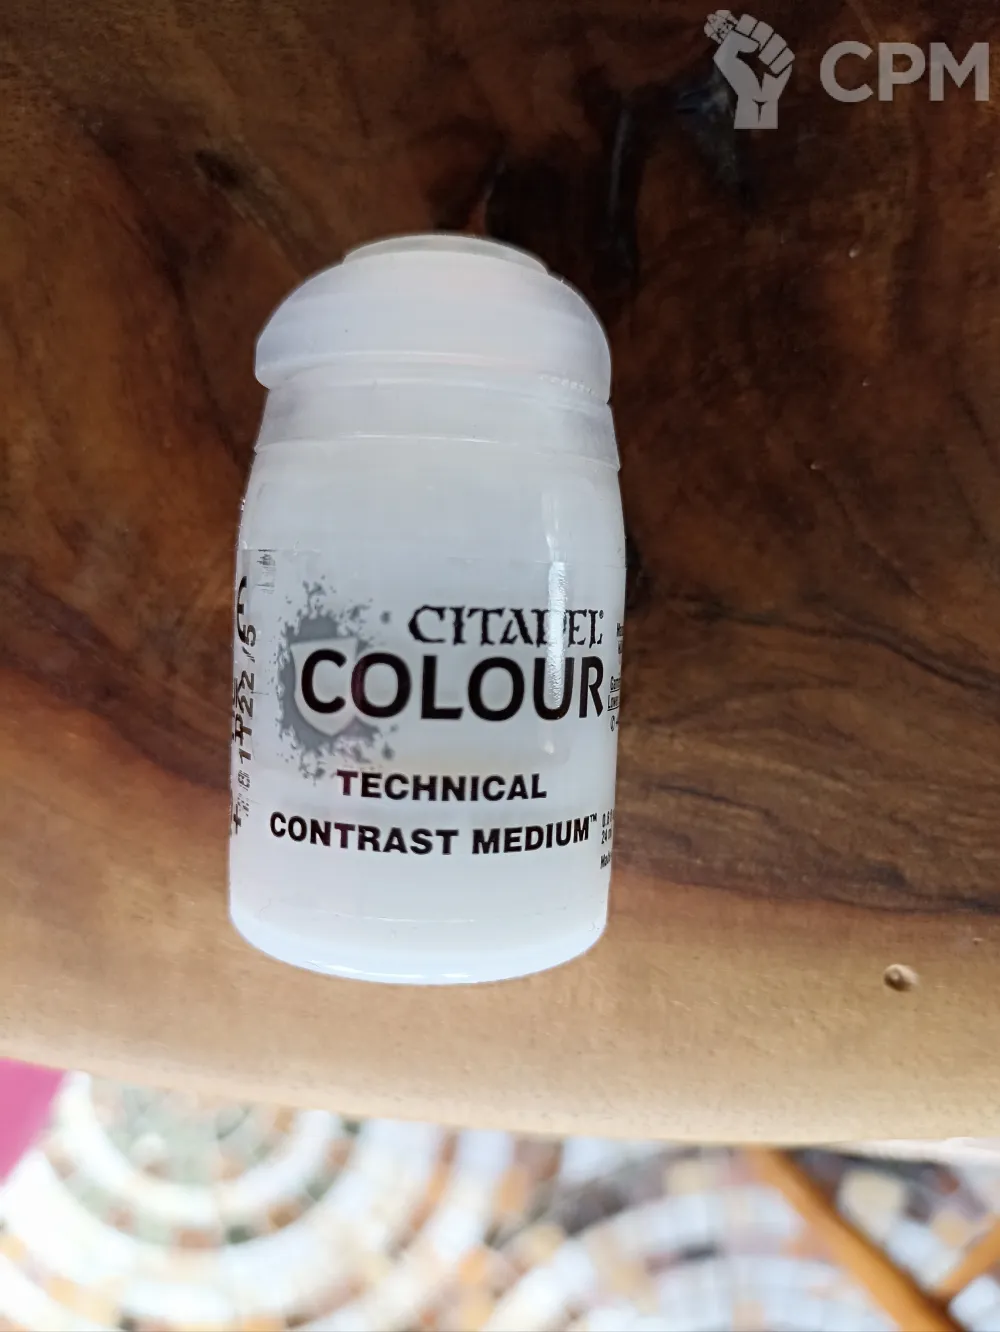 CPM
CITADEL®
COLOUR
TECHNICAL
CONTRAST MEDIUM™